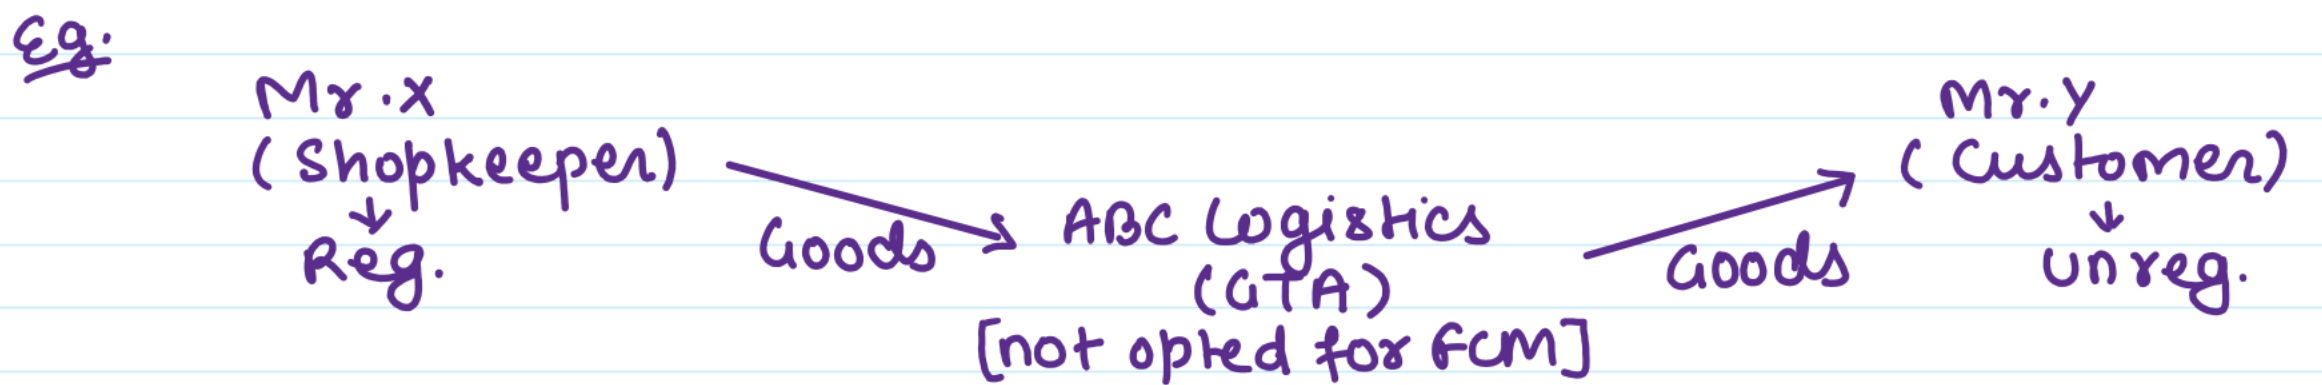 Eg.
Mr.X
(Shopkeeper)
↓
Reg.
Goods
ABC Logistics
(GTA)
[not opted for FCM]
Goods
Mr.Y
(Customer)
↓
unreg.